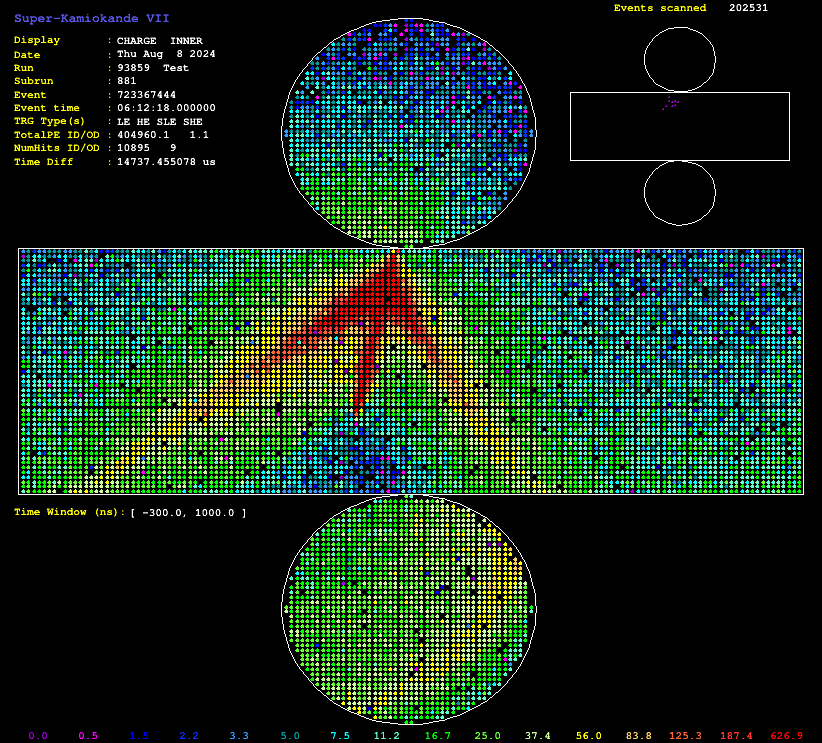 Super-Kamiokande VII
Events scanned 202531
Display : CHARGE INNER
Date : Thu Aug 8 2024
Run : 93859 Test
Subrun : 881
Event : 723367444
Event time : 06:12:18.000000
TRG Type(s) : LE HE SLE SHE
TotalPE ID/OD : 404960.1 1.1
NumHits ID/OD : 10895 9
Time Diff : 14737.455078 us
Time Window (ns): [ -300.0, 1000.0 ]
0.0 0.5 1.5 2.2 3.3 5.0 7.5 11.2 16.7 25.0 37.4 56.0 83.8 125.3 187.4 626.9